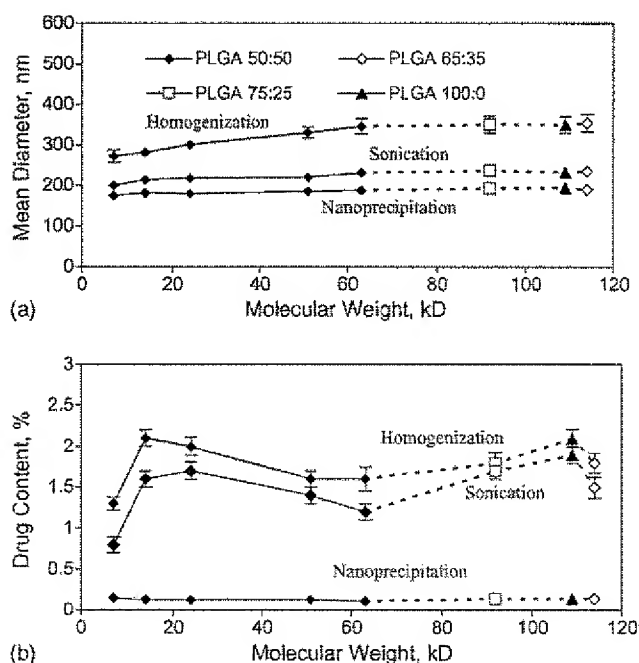 600
500
400
300
200
100
0
Mean Diameter, nm
PLGA 50:50
PLGA 65:35
PLGA 75:25
PLGA 100:0
Homogenization
Sonication
Nanoprecipitation
0 20 40 60 80 100 120
(a)
Molecular Weight, kD
3
2.5
2
1.5
1
0.5
0
Drug Content, %
Homogenization
Sonication
Nanoprecipitation
0 20 40 60 80 100 120
(b)
Molecular Weight, kD